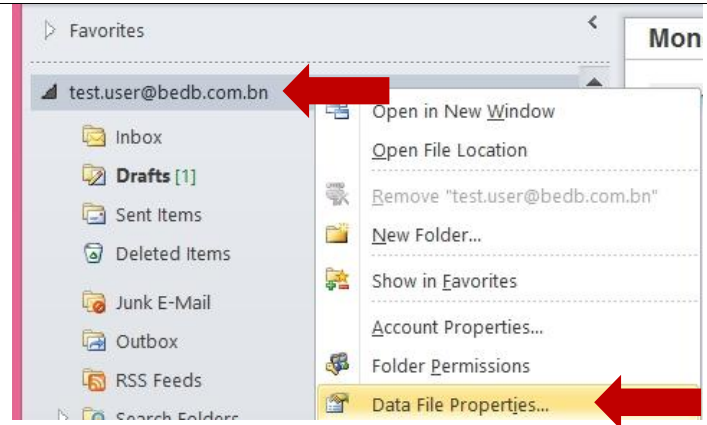 Favorites
Mon
test.user@bedb.com.bn
Inbox
Drafts [1]
Sent Items
Deleted Items
Junk E-Mail
Outbox
RSS Feeds
Search Folders
Open in New Window
Open File Location
Remove "test.user@bedb.com.bn"
New Folder...
Show in Favorites
Account Properties...
Folder Permissions
Data File Properties...